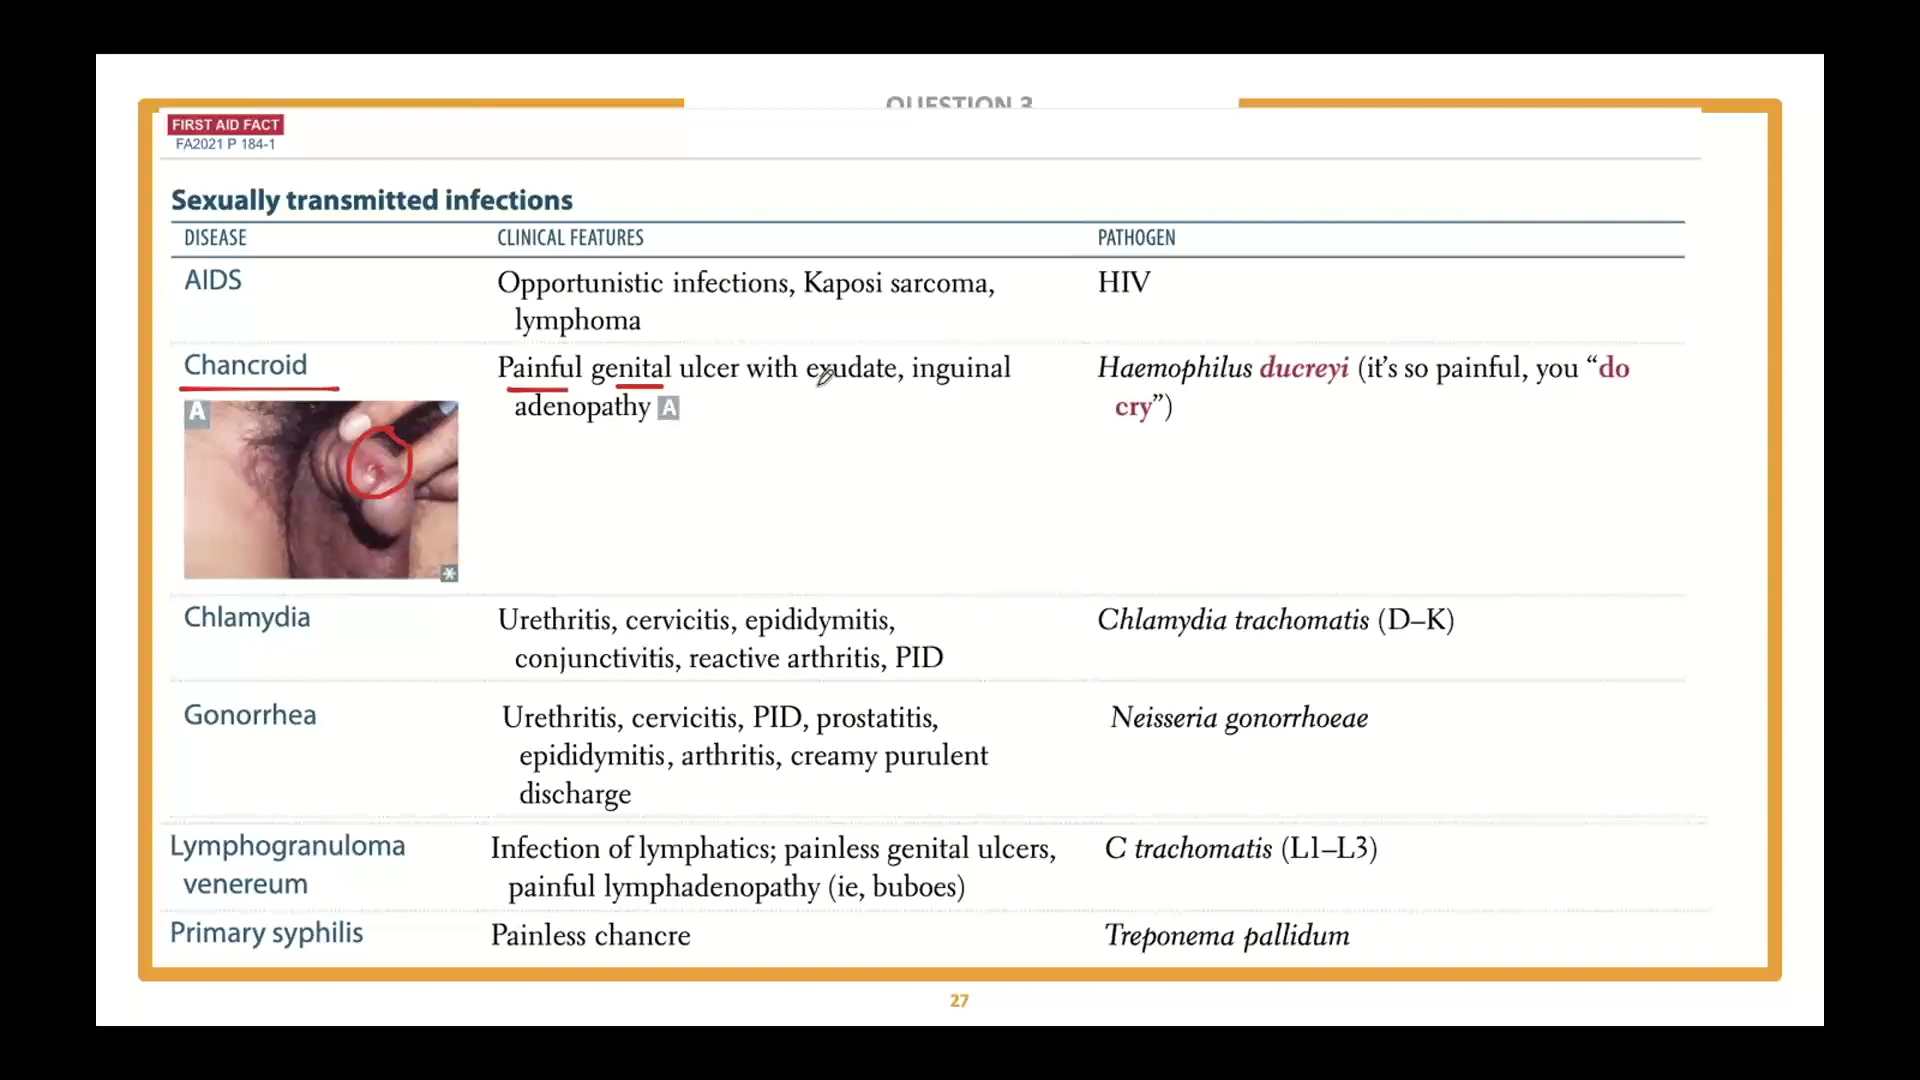 QUESTION 3
FIRST AID FACT
FA2021 P 184-1
Sexually transmitted infections
DISEASE CLINICAL FEATURES PATHOGEN
AIDS Opportunistic infections, Kaposi sarcoma, HIV
lymphoma
Chancroid Painful genital ulcer with exudate, inguinal Haemophilus ducreyi (it's so painful, you “do
adenopathy A cry”)
A
Chlamydia Urethritis, cervicitis, epididymitis, Chlamydia trachomatis (D–K)
conjunctivitis, reactive arthritis, PID
Gonorrhea Urethritis, cervicitis, PID, prostatitis, Neisseria gonorrhoeae
epididymitis, arthritis, creamy purulent
discharge
Lymphogranuloma Infection of lymphatics; painless genital ulcers, C trachomatis (L1–L3)
venereum painful lymphadenopathy (ie, buboes)
Primary syphilis Painless chancre Treponema pallidum
27